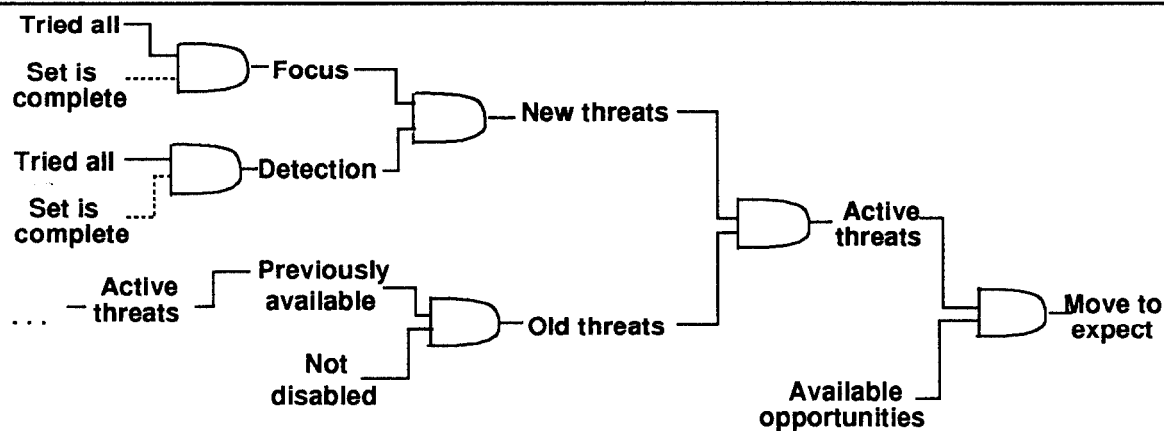 Tried all
Set is
complete
Focus
New threats
Tried all
Detection
Set is
complete
Active
threats
Active
threats
Previously
available
Move to
expect
...
Old threats
Not
disabled
Available
opportunities